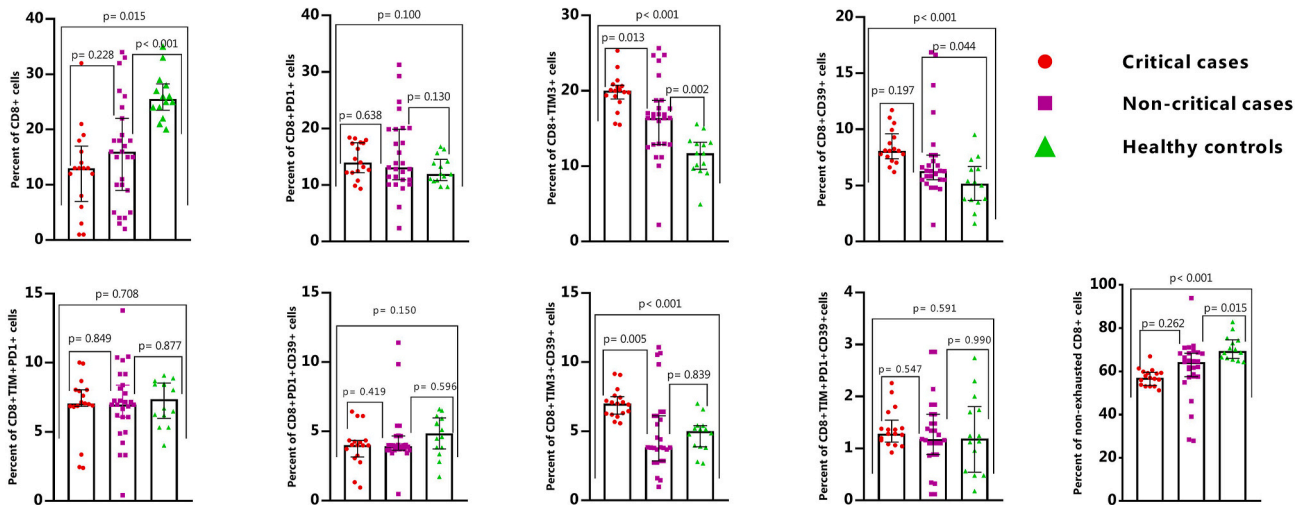 p= 0.015
p= 0.228
p< 0.001
Percent of CD8+ cells
40
30
20
10
0
p= 0.100
p= 0.638
p= 0.130
Percent of CD8+PD1+ cells
40
30
20
10
0
p< <0.001
p= 0.013
p= 0.002
Percent of CD8+TIM3+ cells
30
20
10
0
p< 0.001
p= 0.197
p= 0.044
Percent of CD8+CD39+ cells
20
15
10
5
0
Critical cases
Non-critical cases
Healthy controls
p= 0.708
p= 0.849
p= 0.877
Percent of CD8+TIM+PD1+ cells
15
10
5
0
p= 0.150
p= 0.419
p= 0.596
Percent of CD8+PD1+CD39+ cells
15
10
5
0
p< 0.001
p= 0.005
p= 0.839
Percent of CD8+TIM3+CD39+ cells
15
10
5
0
p= 0.591
p= 0.547
p= 0.990
Percent of CD8+TIM+PD1+CD39+cells
4
3
2
1
0
p< 0.001
p= 0.262
p= 0.015
Percent of non-exhausted CD8+ cells
100
80
60
40
20
0